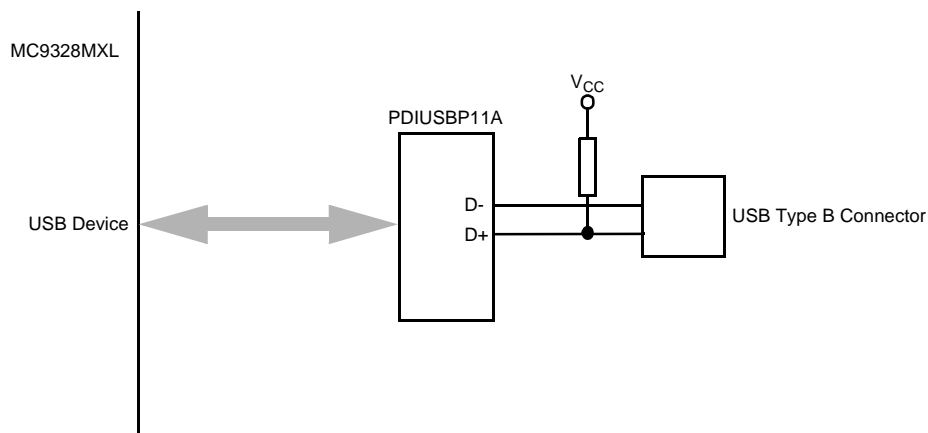 MC9328MXL
VCC
PDIUSBP11A
D-
USB Type B Connector
USB Device
D+